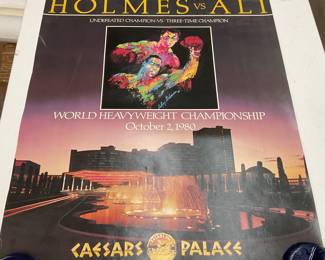 HOLMES VS ALI
UNDEFEATED CHAMPION VS · THREE-TIME CHAMPION
WORLD HEAVYWEIGHT CHAMPIONSHIP
October 2, 1980
CAESARS PALACE